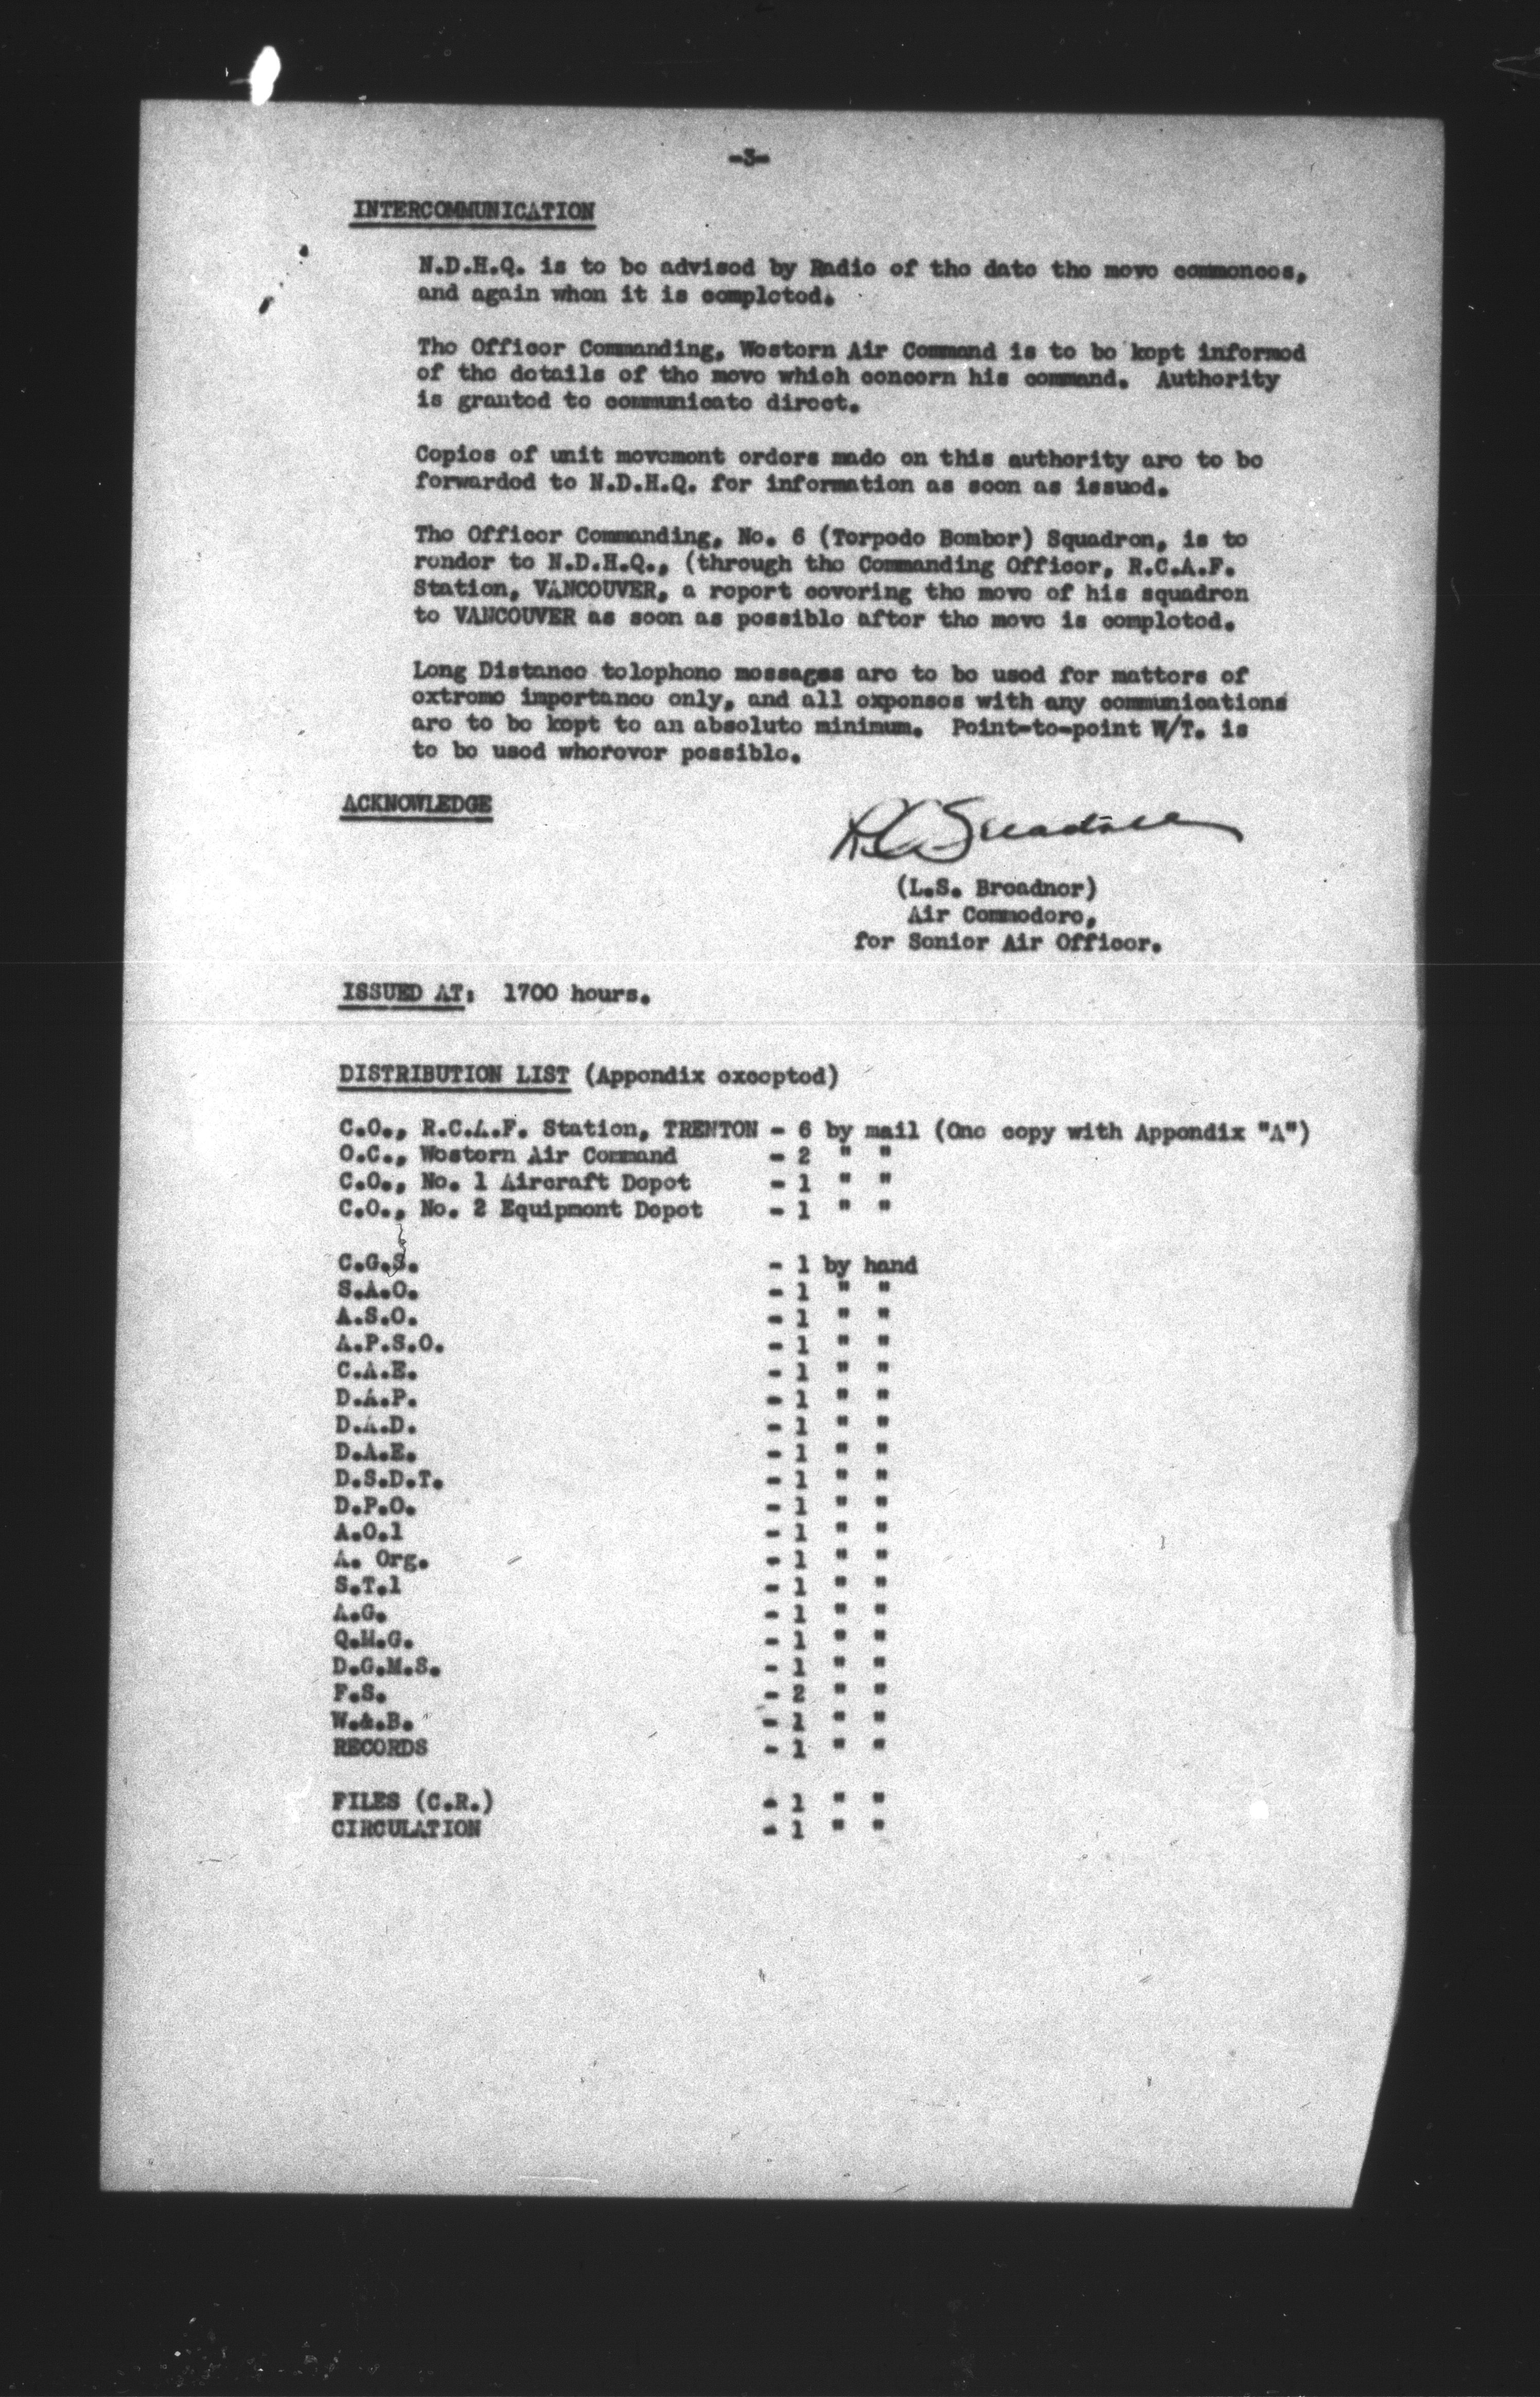 -3-
INTERCOMMUNICATION
N.D.H.Q. is to be advised by Radio of the date the move commences,
and again when it is completed.
The Officer Commanding, Western Air Command is to be kept informed
of the details of the move which concern his command. Authority
is granted to communicate direct.
Copies of unit movement orders made on this authority are to be
forwarded to N.D.H.Q. for information as soon as issued.
The Officer Commanding, No. 6 (Torpedo Bomber) Squadron, is to
render to N.D.H.Q., (through the Commanding Officer, R.C.A.F.
Station, VANCOUVER, a report covering the move of his squadron
to VANCOUVER as soon as possible after the move is completed.
Long Distance telephone messages are to be used for matters of
extreme importance only, and all expenses with any communications
are to be kept to an absolute minimum. Point-to-point W/T. is
to be used wherever possible.
ACKNOWLEDGE
(L.S. Breadner)
Air Commodore,
for Senior Air Officer.
ISSUED AT: 1700 hours.
DISTRIBUTION LIST (Appendix excepted)
C.O., R.C.A.F. Station, TRENTON - 6 by mail (One copy with Appendix "A")
O.C., Western Air Command - 2 " "
C.O., No. 1 Aircraft Depot - 1 " "
C.O., No. 2 Equipment Depot - 1 " "
C.G.S. - 1 by hand
S.A.O. - 1 " "
A.S.O. - 1 " "
A.P.S.O. - 1 " "
C.A.E. - 1 " "
D.A.P. - 1 " "
D.A.D. - 1 " "
D.A.E. - 1 " "
D.S.D.T. - 1 " "
D.P.O. - 1 " "
A.O.1 - 1 " "
A. Org. - 1 " "
S.T.1 - 1 " "
A.G. - 1 " "
Q.M.G. - 1 " "
D.G.M.S. - 1 " "
F.S. - 2 " "
W.&.B. - 1 " "
RECORDS - 1 " "
FILES (C.R.) - 1 " "
CIRCULATION - 1 " "